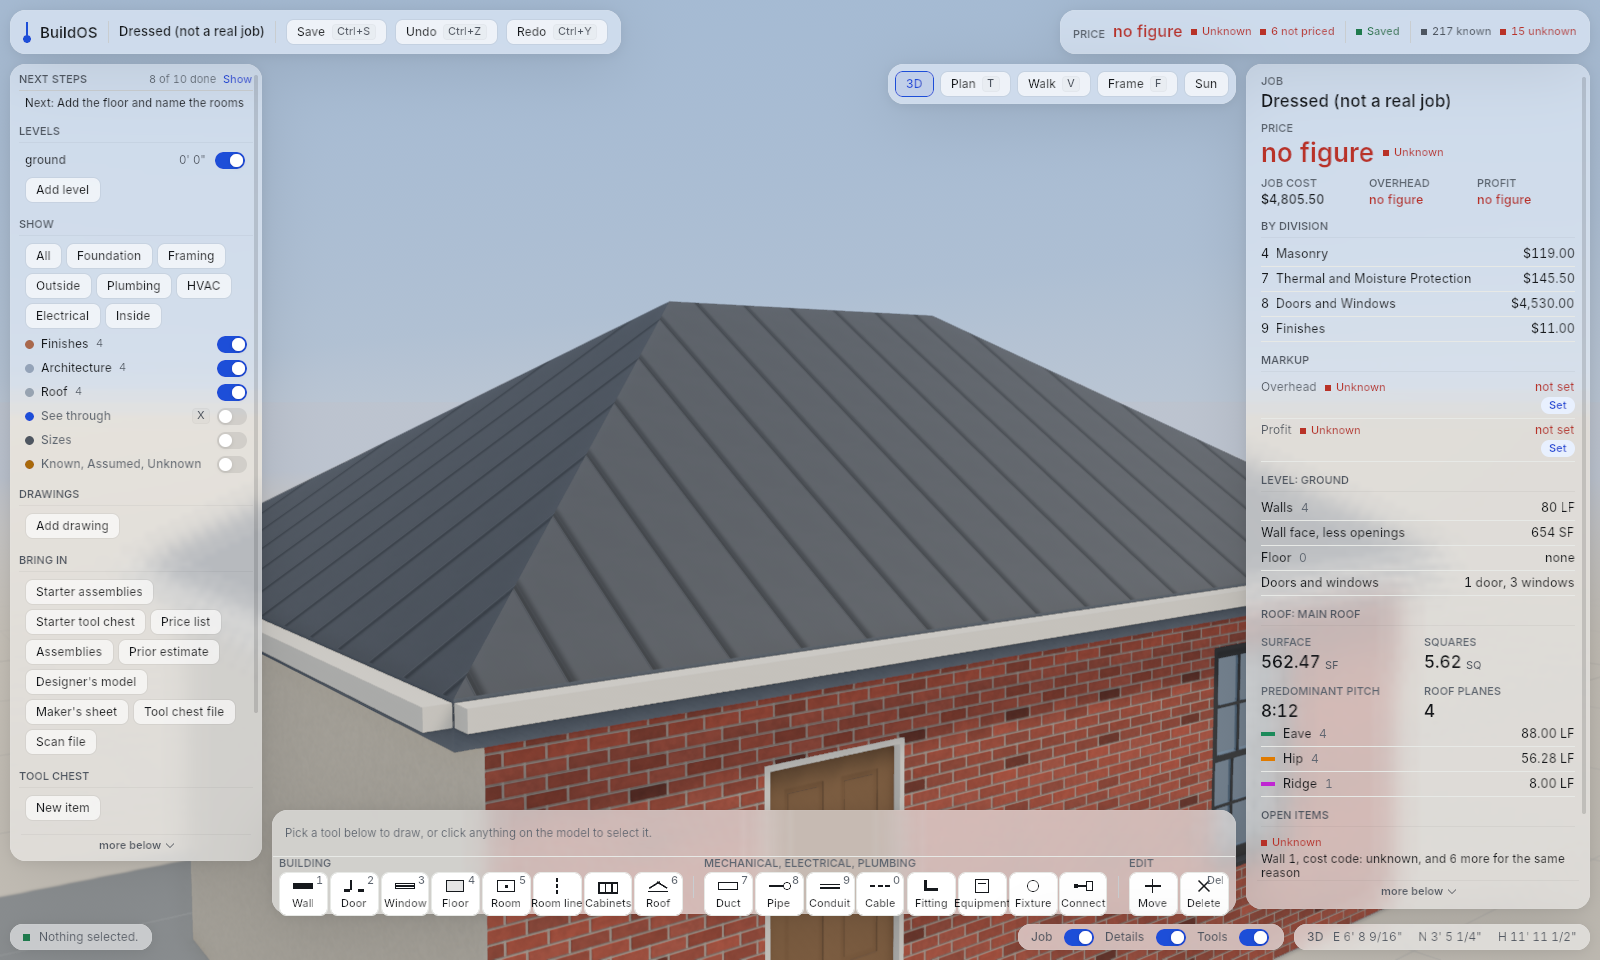 BuildOS Dressed (not a real job) Save Ctrl+S Undo Ctrl+Z Redo Ctrl+Y
PRICE no figure Unknown 6 not priced Saved 217 known 15 unknown
NEXT STEPS 8 of 10 done Show
Next: Add the floor and name the rooms
LEVELS
ground 0' 0"
Add level
SHOW
All Foundation Framing
Outside Plumbing HVAC
Electrical Inside
Finishes 4
Architecture 4
Roof 4
See through X
Sizes
Known, Assumed, Unknown
DRAWINGS
Add drawing
BRING IN
Starter assemblies
Starter tool chest Price list
Assemblies Prior estimate
Designer's model
Maker's sheet Tool chest file
Scan file
TOOL CHEST
New item
more below
3D Plan T Walk V Frame F Sun
JOB
Dressed (not a real job)
PRICE
no figure Unknown
JOB COST OVERHEAD PROFIT
$4,805.50 no figure no figure
BY DIVISION
4 Masonry $119.00
7 Thermal and Moisture Protection $145.50
8 Doors and Windows $4,530.00
9 Finishes $11.00
MARKUP
Overhead Unknown not set
Set
Profit Unknown not set
Set
LEVEL: GROUND
Walls 4 80 LF
Wall face, less openings 654 SF
Floor 0 none
Doors and windows 1 door, 3 windows
ROOF: MAIN ROOF
SURFACE SQUARES
562.47 SF 5.62 SQ
PREDOMINANT PITCH ROOF PLANES
8:12 4
Eave 4 88.00 LF
Hip 4 56.28 LF
Ridge 1 8.00 LF
OPEN ITEMS
Unknown
Wall 1, cost code: unknown, and 6 more for the same
reason
more below
Pick a tool below to draw, or click anything on the model to select it.
BUILDING MECHANICAL, ELECTRICAL, PLUMBING EDIT
1 2 3 4 5 6 7 8 9 0 Del
Wall Door Window Floor Room Room line Cabinets Roof Duct Pipe Conduit Cable Fitting Equipment Fixture Connect Move Delete
Nothing selected.
Job Details Tools
3D E 6' 8 9/16" N 3' 5 1/4" H 11' 11 1/2"